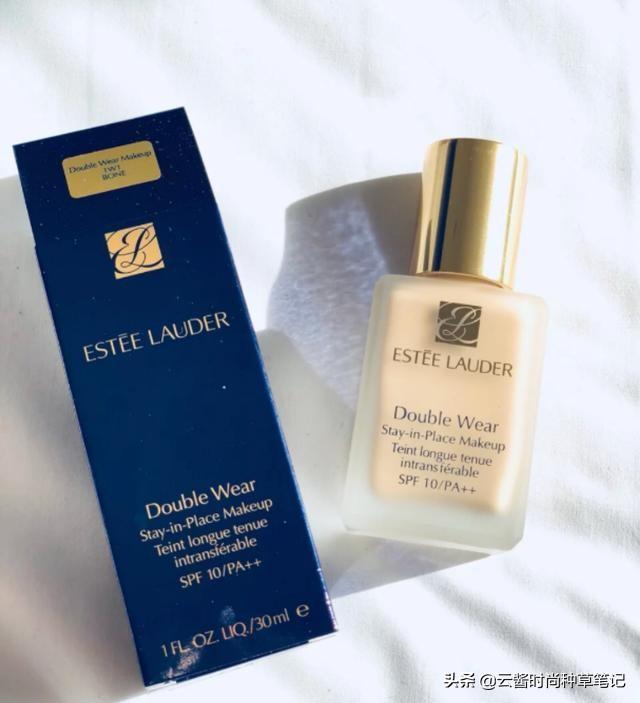 Double Wear Makeup
1W1
BONE
ESTĒE LAUDER
Double Wear
Stay-in-Place Makeup
Teint longue tenue
intransférable
SPF 10/PA++
1 FL. OZ. LIQ./30 ml e
ESTĒE LAUDER
Double Wear
Stay-in-Place Makeup
Teint longue tenue
intransférable
SPF 10/PA++
头条 @云酱时尚种草笔记